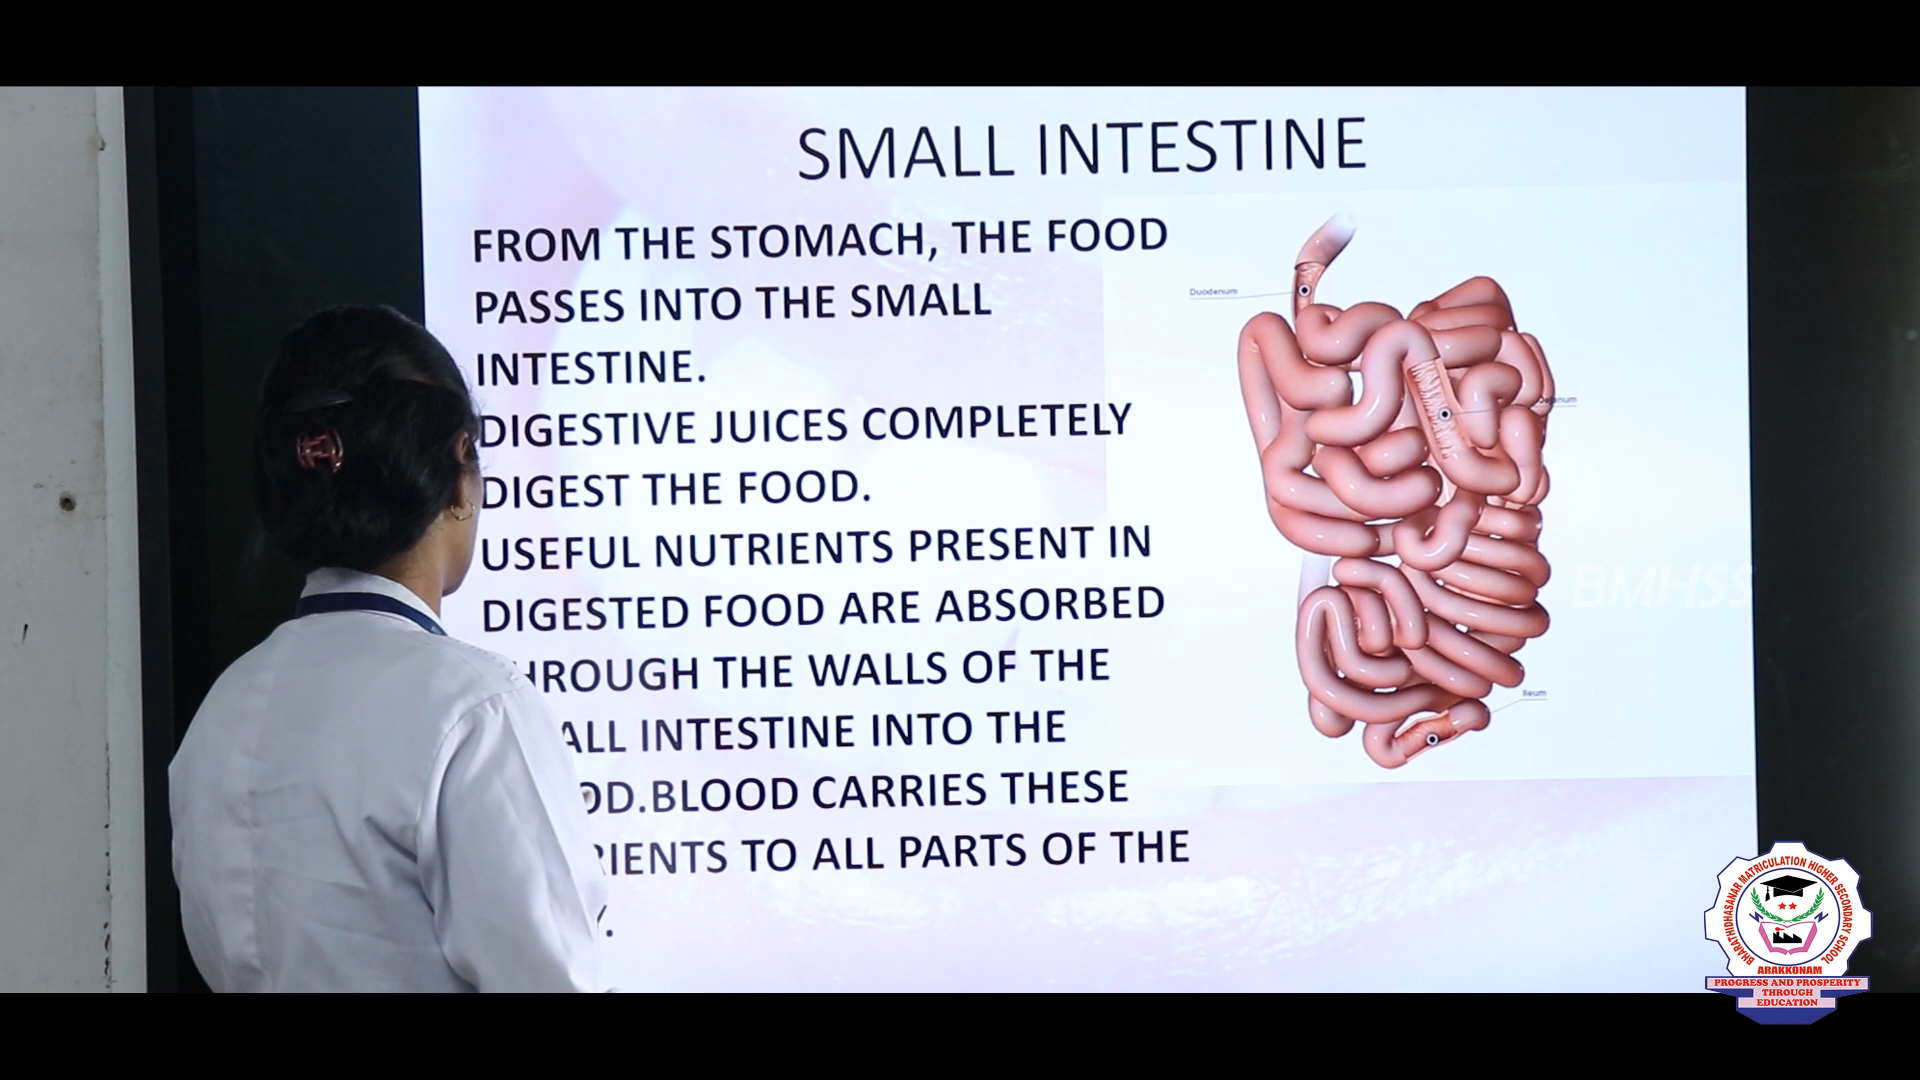 SMALL INTESTINE
FROM THE STOMACH, THE FOOD
PASSES INTO THE SMALL
INTESTINE.
DIGESTIVE JUICES COMPLETELY
DIGEST THE FOOD.
USEFUL NUTRIENTS PRESENT IN
DIGESTED FOOD ARE ABSORBED
HROUGH THE WALLS OF THE
ALL INTESTINE INTO THE
OD.BLOOD CARRIES THESE
RIENTS TO ALL PARTS OF THE
Y.
Duodenum
Ileum
BMHSS
BHARATHIDHASANAR MATRICULATION HIGHER SECONDARY SCHOOL
ARAKKONAM
PROGRESS AND PROSPERITY
THROUGH
EDUCATION